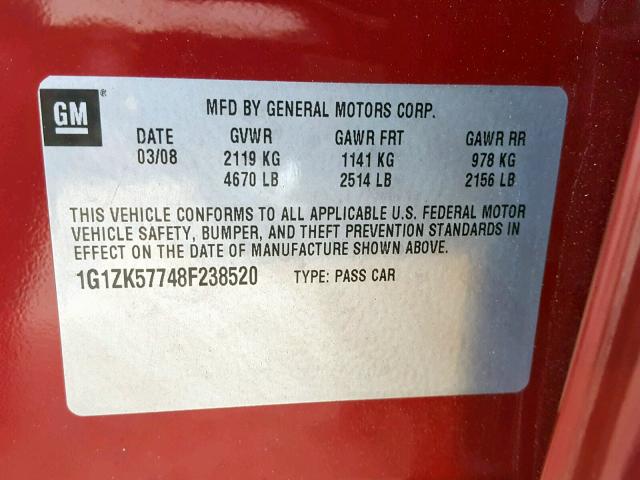 GM® MFD BY GENERAL MOTORS CORP.
DATE GVWR GAWR FRT GAWR RR
03/08 2119 KG 1141 KG 978 KG
4670 LB 2514 LB 2156 LB
THIS VEHICLE CONFORMS TO ALL APPLICABLE U.S. FEDERAL MOTOR
VEHICLE SAFETY, BUMPER, AND THEFT PREVENTION STANDARDS IN
EFFECT ON THE DATE OF MANUFACTURE SHOWN ABOVE.
1G1ZK57748F238520 TYPE: PASS CAR